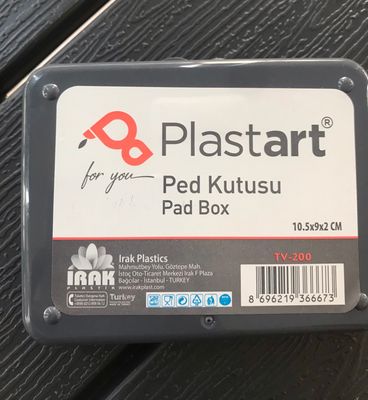 Plastart®
for you
Ped Kutusu
Pad Box
10.5x9x2 CM
Irak Plastics
Mahmutbey Yolu, Göztepe Mah.
İstoç Oto-Ticaret Merkezi Irak F Plaza
Bağcılar - İstanbul - TURKEY
www.irakplast.com
IRAK
PLASTİK
Turkey
TV-200
8 696219 366673